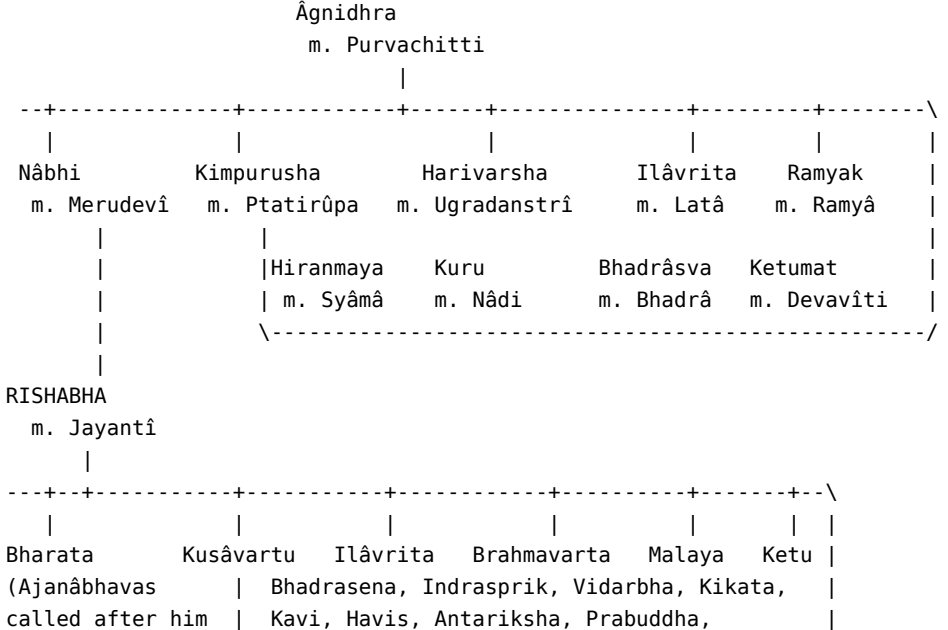 Âgnidhra
m. Purvachitti
|
--+--------------+------------+------+---------------+---------+--------\
| | | | | |
Nâbhi Kimpurusha Harivarsha Ilâvrita Ramyak |
m. Merudevî m. Ptatirûpa m. Ugradanstrî m. Latâ m. Ramyâ |
| | |
| |Hiranmaya Kuru Bhadrâsva Ketumat |
| | m. Syâmâ m. Nâdi m. Bhadrâ m. Devavîti |
| \----------------------------------------------------/
|
RISHABHA
m. Jayantî
|
---+--+-----------+-----------+------------+----------+-------+--\
| | | | | | |
Bharata Kusâvartu Ilâvrita Brahmavarta Malaya Ketu |
(Ajanâbhavas | Bhadrasena, Indrasprik, Vidarbha, Kikata, |
called after him | Kavi, Havis, Antariksha, Prabuddha, |